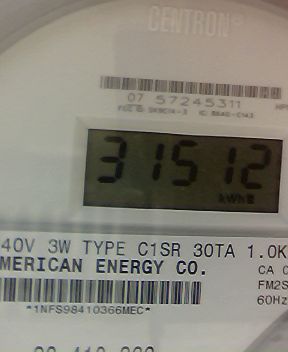 CENTRON®
07 57245311
31512
kWh
40V 3W TYPE C1SR 30TA 1.0K
MERICAN ENERGY CO.
CA 0
FM2S
60Hz
*1NFS98410366MEC*